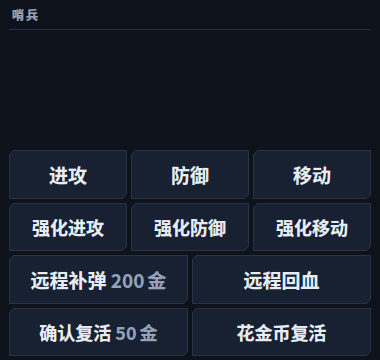 哨兵
进攻 防御 移动
强化进攻 强化防御 强化移动
远程补弹 200 金 远程回血
确认复活 50 金 花金币复活